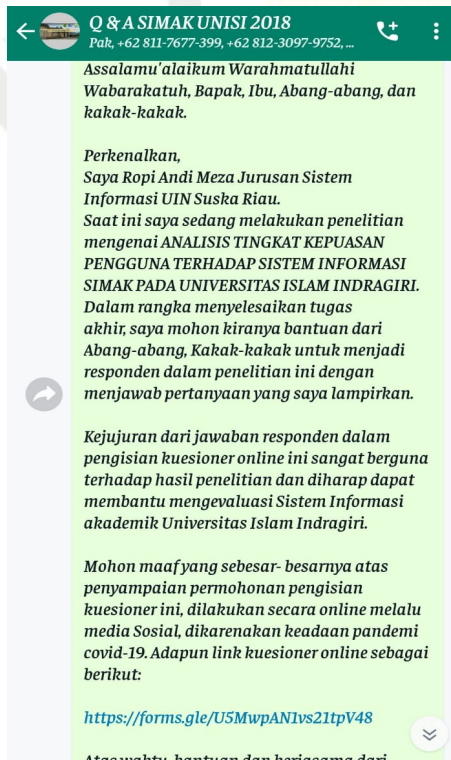 Q & A SIMAK UNISI 2018
Pak, +62 811-7677-399, +62 812-3097-9752, ...
Assalamu'alaikum Warahmatullahi
Wabarakatuh, Bapak, Ibu, Abang-abang, dan
kakak-kakak.
Perkenalkan,
Saya Ropi Andi Meza Jurusan Sistem
Informasi UIN Suska Riau.
Saat ini saya sedang melakukan penelitian
mengenai ANALISIS TINGKAT KEPUASAN
PENGGUNA TERHADAP SISTEM INFORMASI
SIMAK PADA UNIVERSITAS ISLAM INDRAGIRI.
Dalam rangka menyelesaikan tugas
akhir, saya mohon kiranya bantuan dari
Abang-abang, Kakak-kakak untuk menjadi
responden dalam penelitian ini dengan
menjawab pertanyaan yang saya lampirkan.
Kejujuran dari jawaban responden dalam
pengisian kuesioner online ini sangat berguna
terhadap hasil penelitian dan diharap dapat
membantu mengevaluasi Sistem Informasi
akademik Universitas Islam Indragiri.
Mohon maaf yang sebesar- besarnya atas
penyampaian permohonan pengisian
kuesioner ini, dilakukan secara online melalu
media Sosial, dikarenakan keadaan pandemi
covid-19. Adapun link kuesioner online sebagai
berikut:
https://forms.gle/U5MwpAN1vs21tpV48
Atas waktu, bantuan dan kerjasama dari